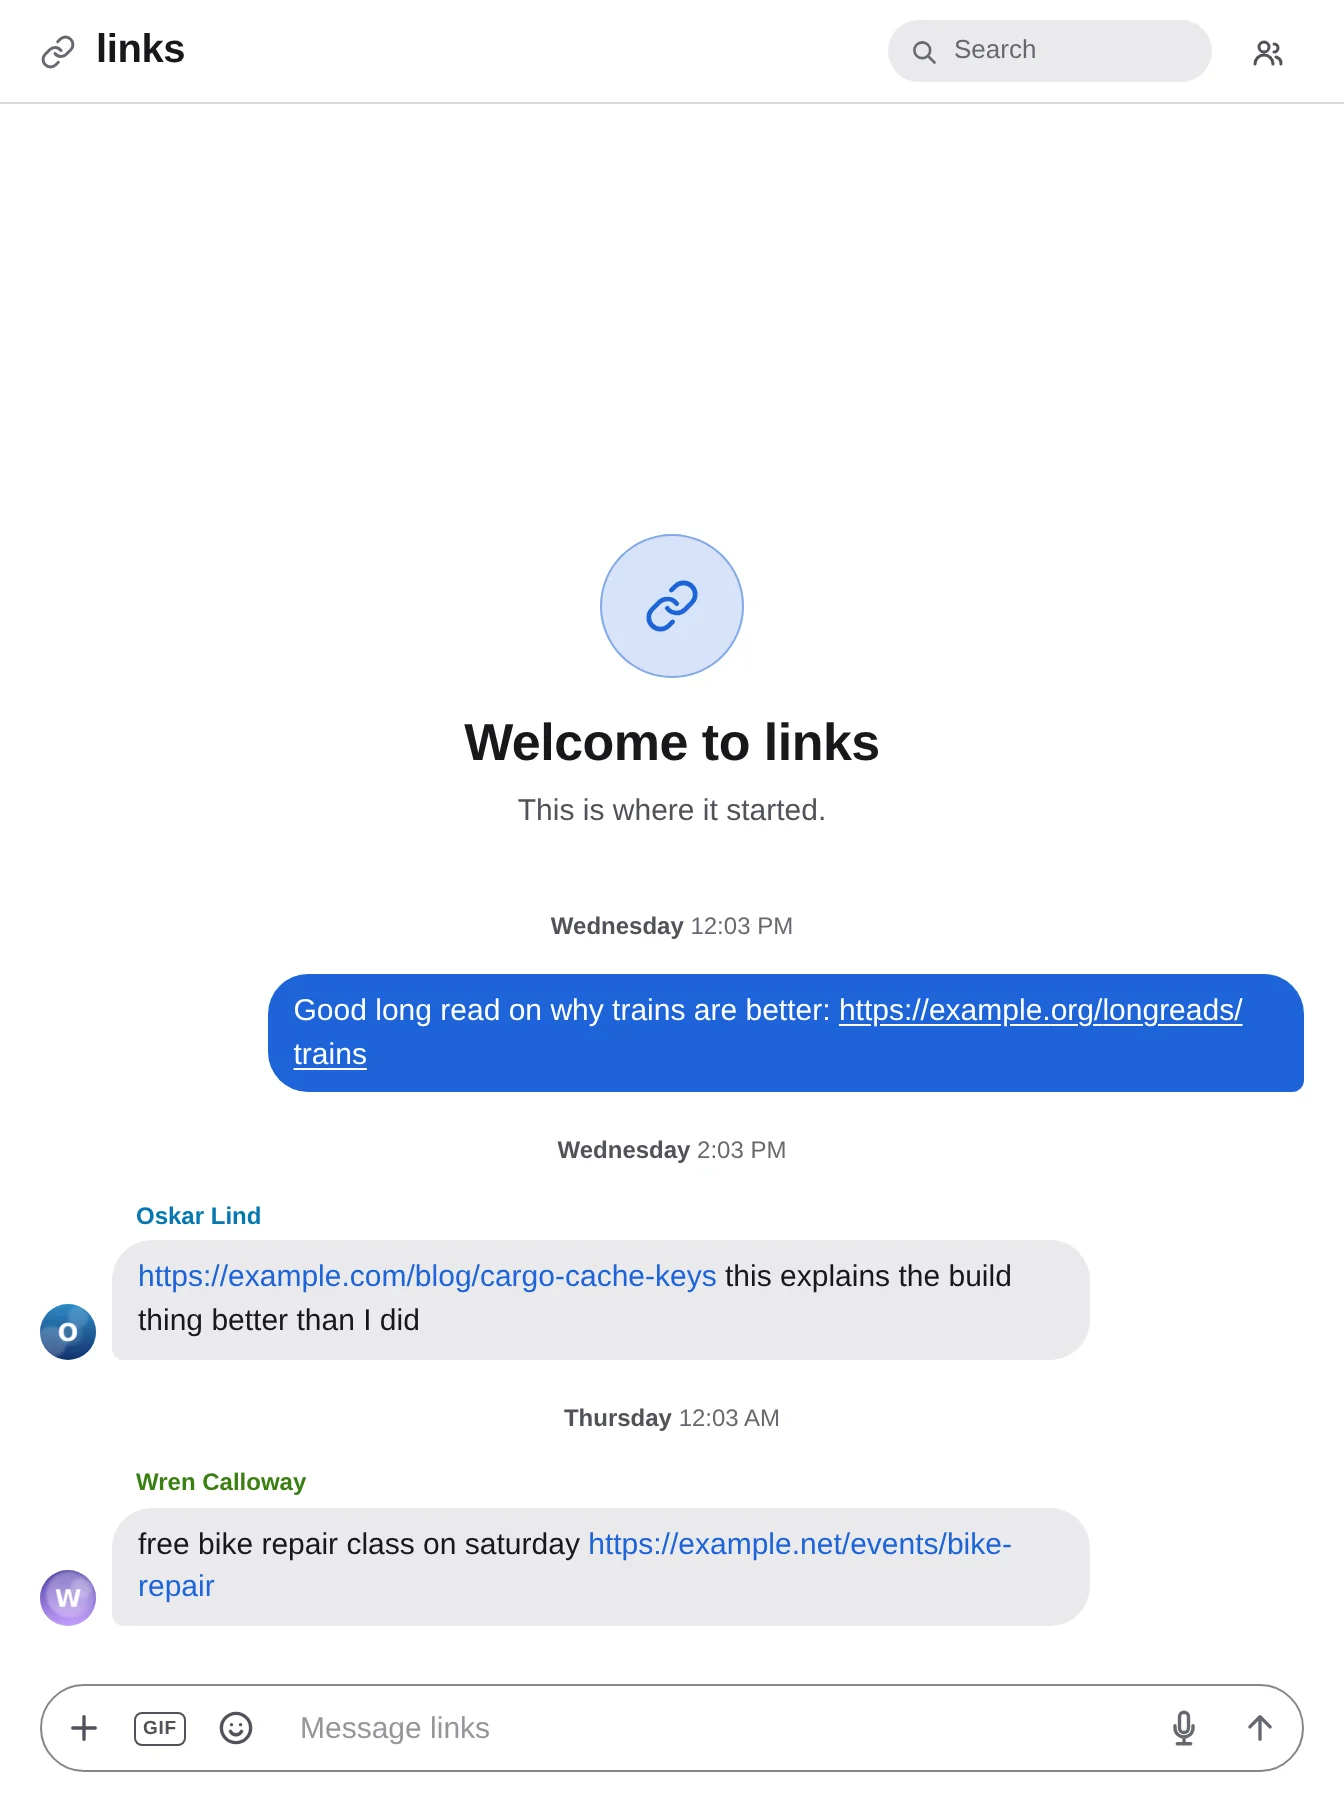 links
Search
Welcome to links
This is where it started.
Wednesday 12:03 PM
Good long read on why trains are better: https://example.org/longreads/
trains
Wednesday 2:03 PM
Oskar Lind
https://example.com/blog/cargo-cache-keys this explains the build
thing better than I did
O
Thursday 12:03 AM
Wren Calloway
free bike repair class on saturday https://example.net/events/bike-
repair
W
GIF
Message links